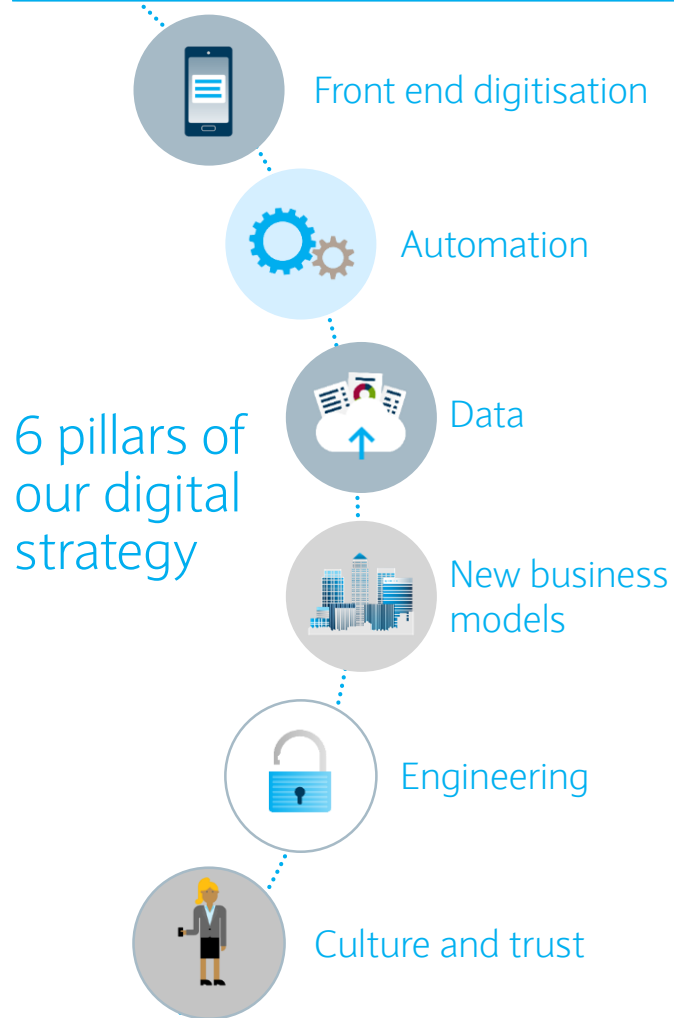 Front end digitisation
Automation
Data
6 pillars of
our digital
strategy
New business
models
Engineering
Culture and trust